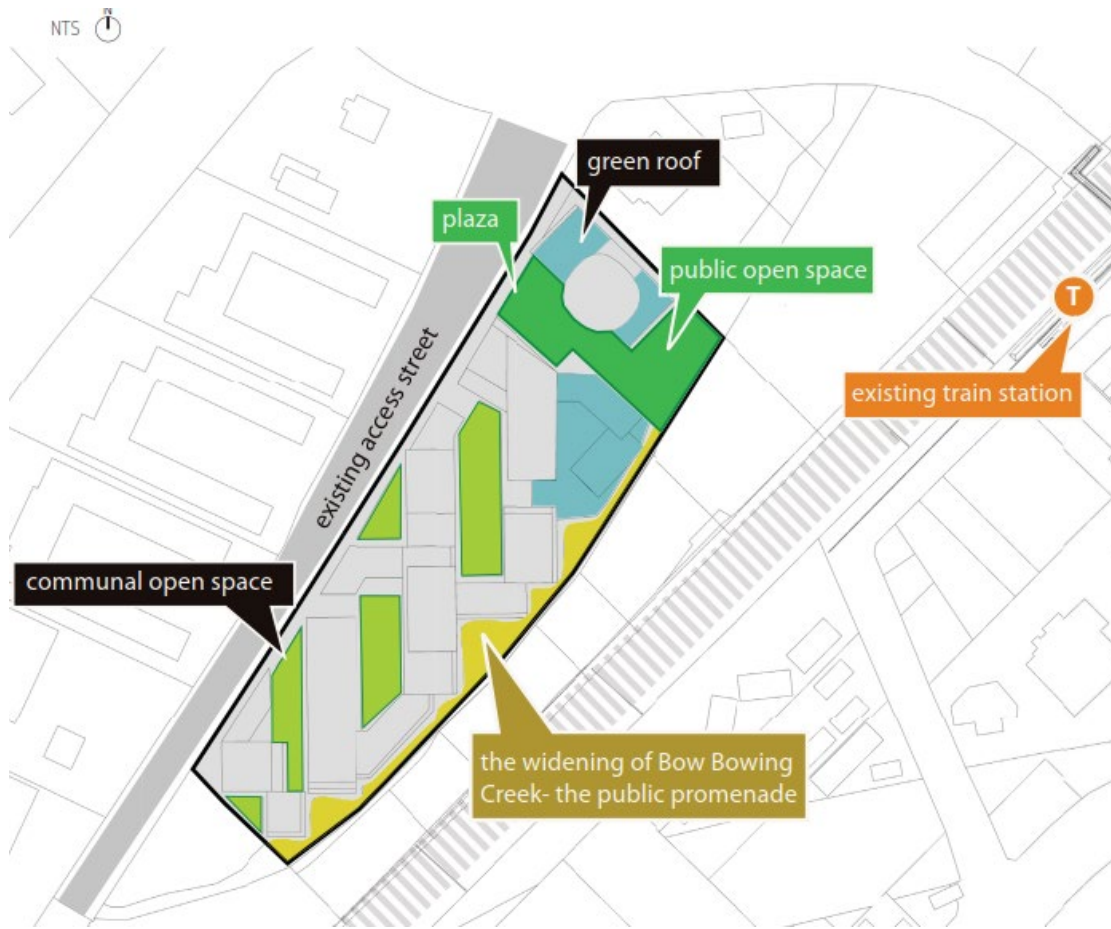 NTS
N
green roof
plaza
public open space
T
existing train station
existing access street
communal open space
the widening of Bow Bowing
Creek- the public promenade